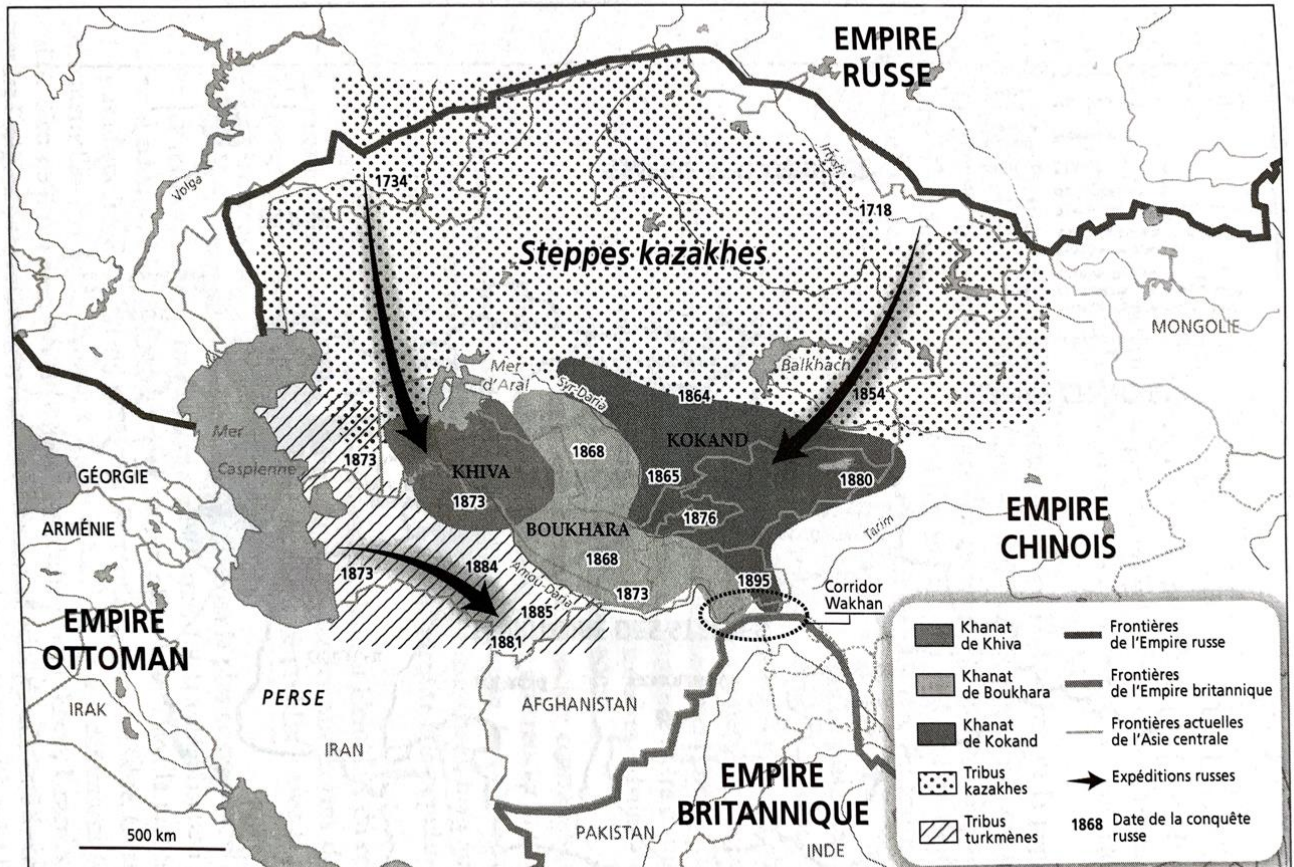 EMPIRE
RUSSE
Volga
Irtysh
1734
1718
Steppes kazakhes
MONGOLIE
Mer
d'Aral
Syr-Daria
Balkhach
1864
1854
Mer
Caspienne
1873
KHIVA
1873
1868
KOKAND
1865
1880
1876
GÉORGIE
ARMÉNIE
BOUKHARA
1868
1873
1873
1884
Amou-Daria
1885
1881
1895
Tarim
EMPIRE
CHINOIS
Corridor
Wakhan
EMPIRE
OTTOMAN
IRAK
PERSE
IRAN
AFGHANISTAN
EMPIRE
BRITANNIQUE
PAKISTAN
INDE
500 km
Khanat
de Khiva
Khanat
de Boukhara
Khanat
de Kokand
Tribus
kazakhes
Tribus
turkmènes
Frontières
de l'Empire russe
Frontières
de l'Empire britannique
Frontières actuelles
de l'Asie centrale
Expéditions russes
1868 Date de la conquête
russe